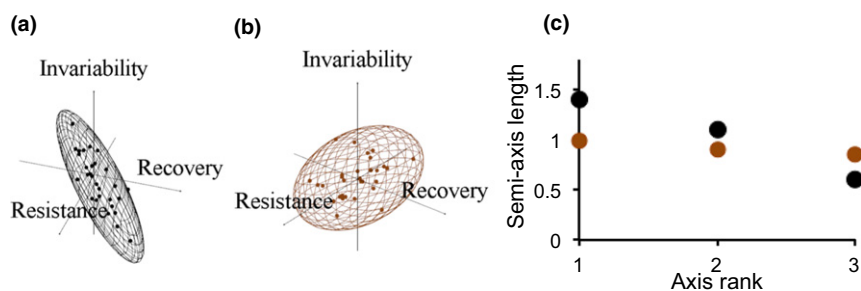 (a)
Invariability
Recovery
Resistance
(b)
Invariability
Recovery
Resistance
(c)
Semi-axis length
1.5
1
0.5
0
1
2
3
Axis rank